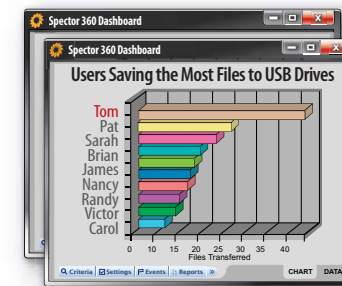 Spector 360 Dashboard
Spector 360 Dashboard
Users Saving the Most Files to USB Drives
Tom
Pat
Sarah
Brian
James
Nancy
Randy
Victor
Carol
0 10 15 20 25 30 35 40
Files Transferred
Criteria Settings Events Reports » CHART DATA